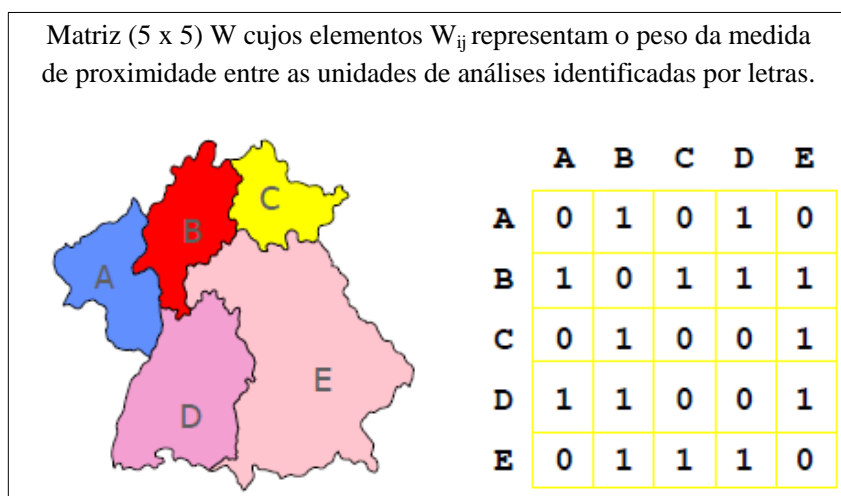 Matriz (5 x 5) W cujos elementos Wij representam o peso da medida
de proximidade entre as unidades de análises identificadas por letras.
A B C D E
A 0 1 0 1 0
B 1 0 1 1 1
C 0 1 0 0 1
D 1 1 0 0 1
E 0 1 1 1 0
C
B
A
E
D